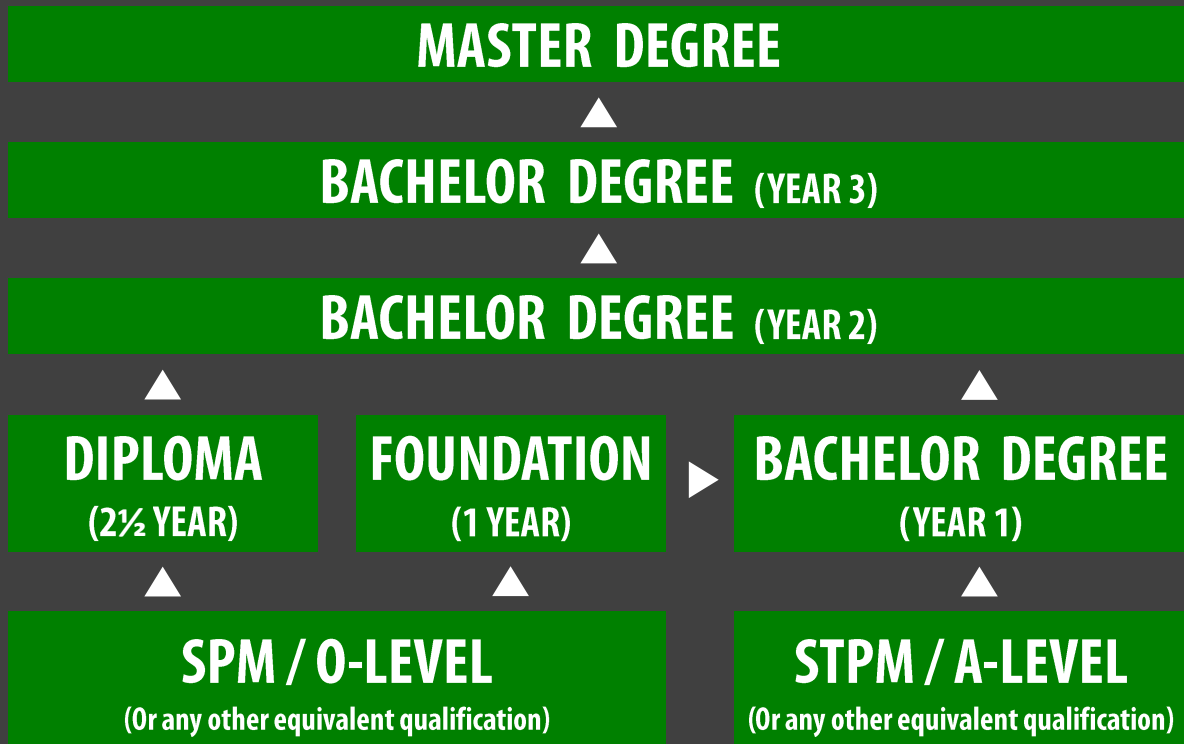 MASTER DEGREE
BACHELOR DEGREE (YEAR 3)
BACHELOR DEGREE (YEAR 2)
DIPLOMA
(2½ YEAR)
FOUNDATION
(1 YEAR)
BACHELOR DEGREE
(YEAR 1)
SPM / O-LEVEL
(Or any other equivalent qualification)
STPM / A-LEVEL
(Or any other equivalent qualification)